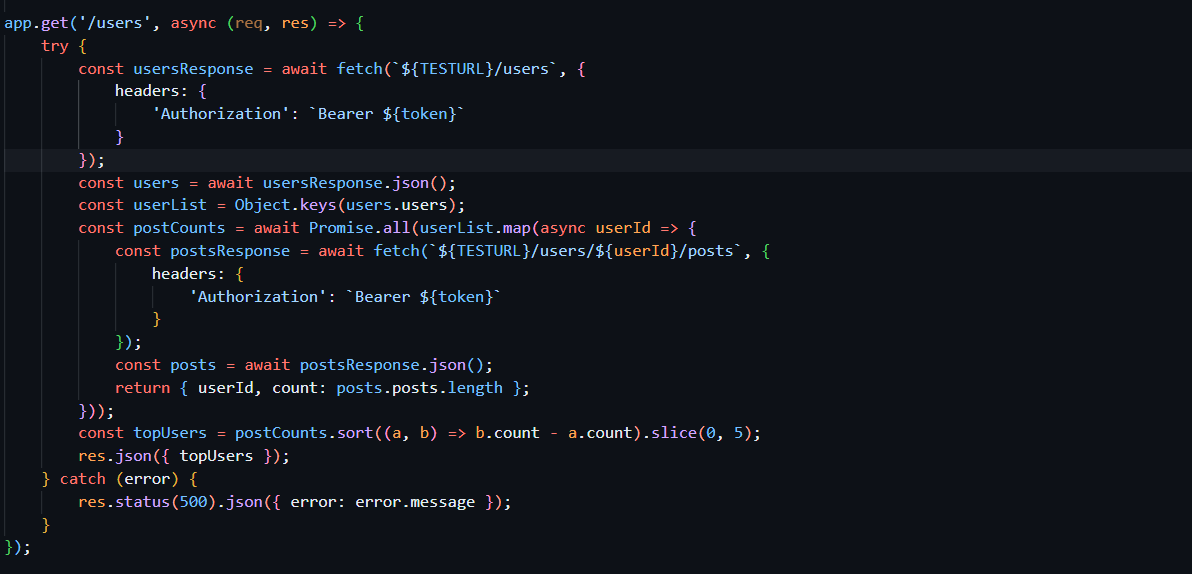 app.get('/users', async (req, res) => {
    try {
        const usersResponse = await fetch(`${TESTURL}/users`, {
            headers: {
                'Authorization': `Bearer ${token}`
            }
        });
        const users = await usersResponse.json();
        const userList = Object.keys(users.users);
        const postCounts = await Promise.all(userList.map(async userId => {
            const postsResponse = await fetch(`${TESTURL}/users/${userId}/posts`, {
                headers: {
                    'Authorization': `Bearer ${token}`
                }
            });
            const posts = await postsResponse.json();
            return { userId, count: posts.posts.length };
        }));
        const topUsers = postCounts.sort((a, b) => b.count - a.count).slice(0, 5);
        res.json({ topUsers });
    } catch (error) {
        res.status(500).json({ error: error.message });
    }
});